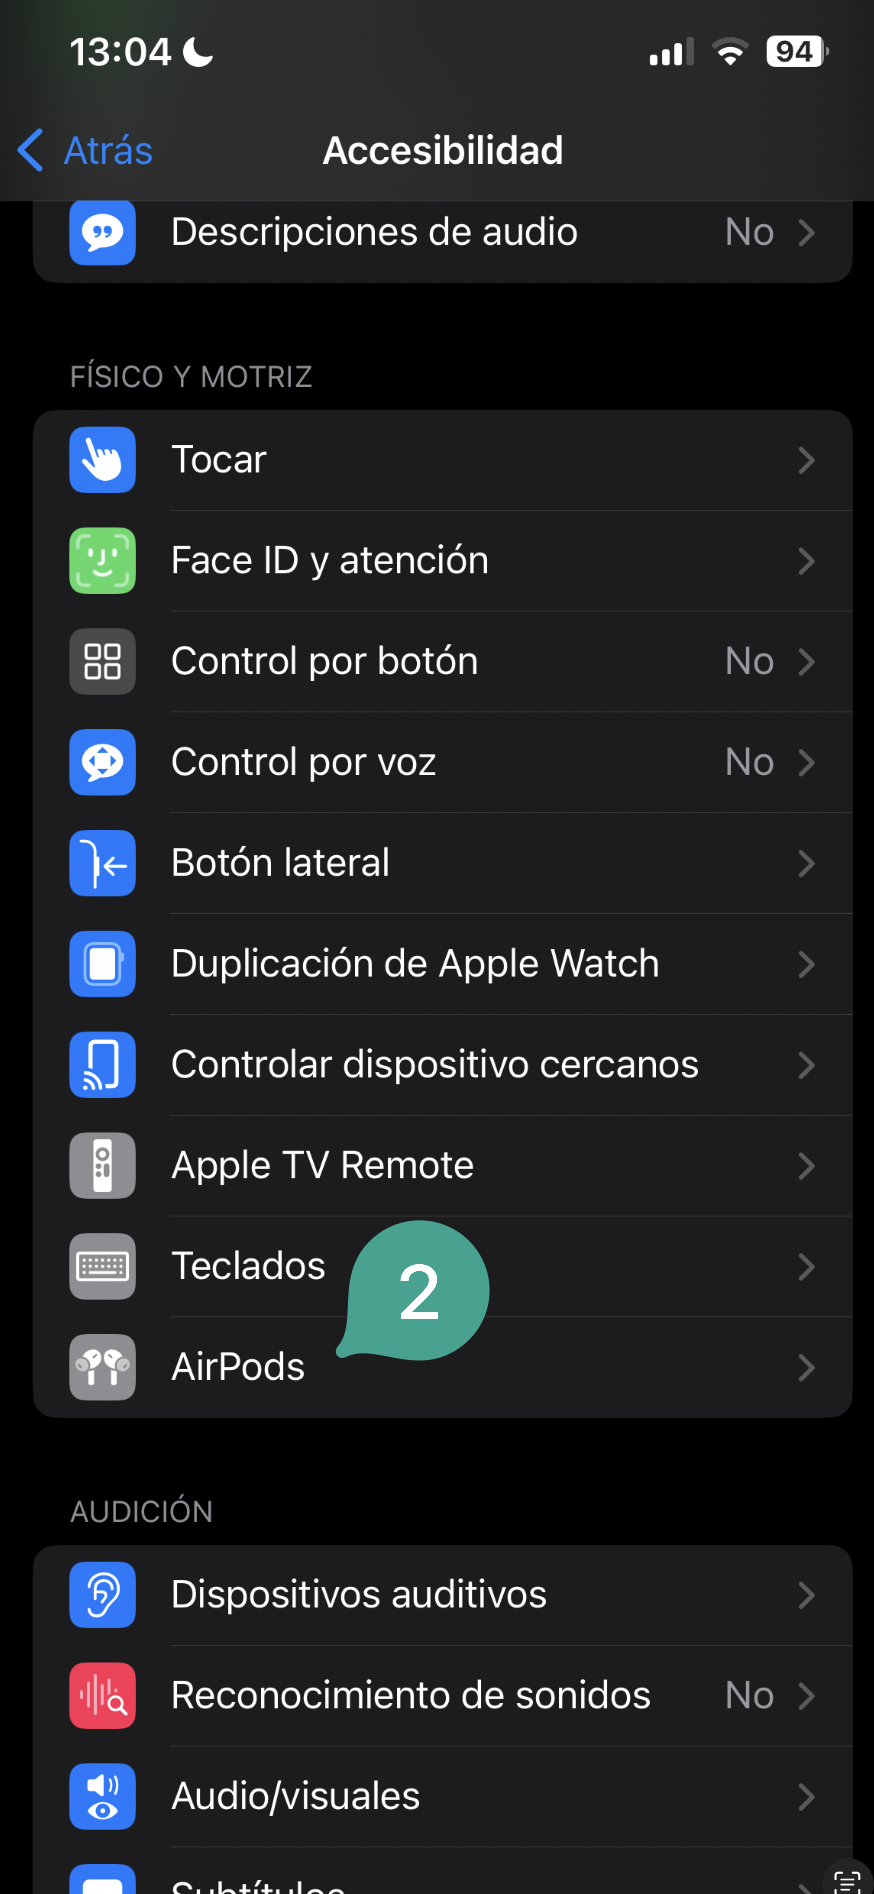 13:04
94
Atrás
Accesibilidad
Descripciones de audio No
FÍSICO Y MOTRIZ
Tocar
Face ID y atención
Control por botón No
Control por voz No
Botón lateral
Duplicación de Apple Watch
Controlar dispositivo cercanos
Apple TV Remote
Teclados
2
AirPods
AUDICIÓN
Dispositivos auditivos
Reconocimiento de sonidos No
Audio/visuales
Subtítulos